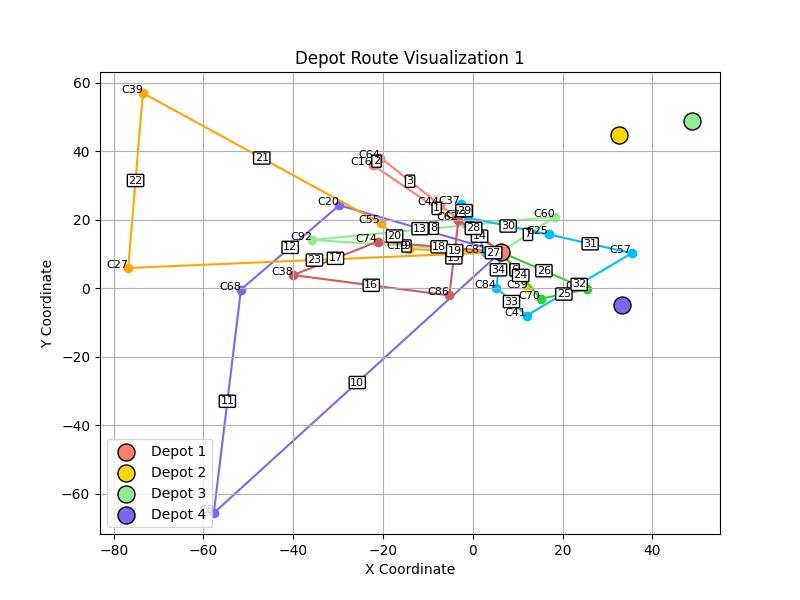 Depot Route Visualization 1
Y Coordinate
60
40
20
0
−20
−40
−60
−80
−60
−40
−20
0
20
40
X Coordinate
C39
21
22
C27
C64
C16
2
3
C20
C44
C37
1
29
C60
C55
30
C25
28
C92
13
8
7
31
C57
C74
20
14
12
9
18
19
27
23
17
C38
34
24
26
C68
16
C86
C84
C59
32
C70
25
33
C41
10
11
Depot 1
Depot 2
Depot 3
Depot 4